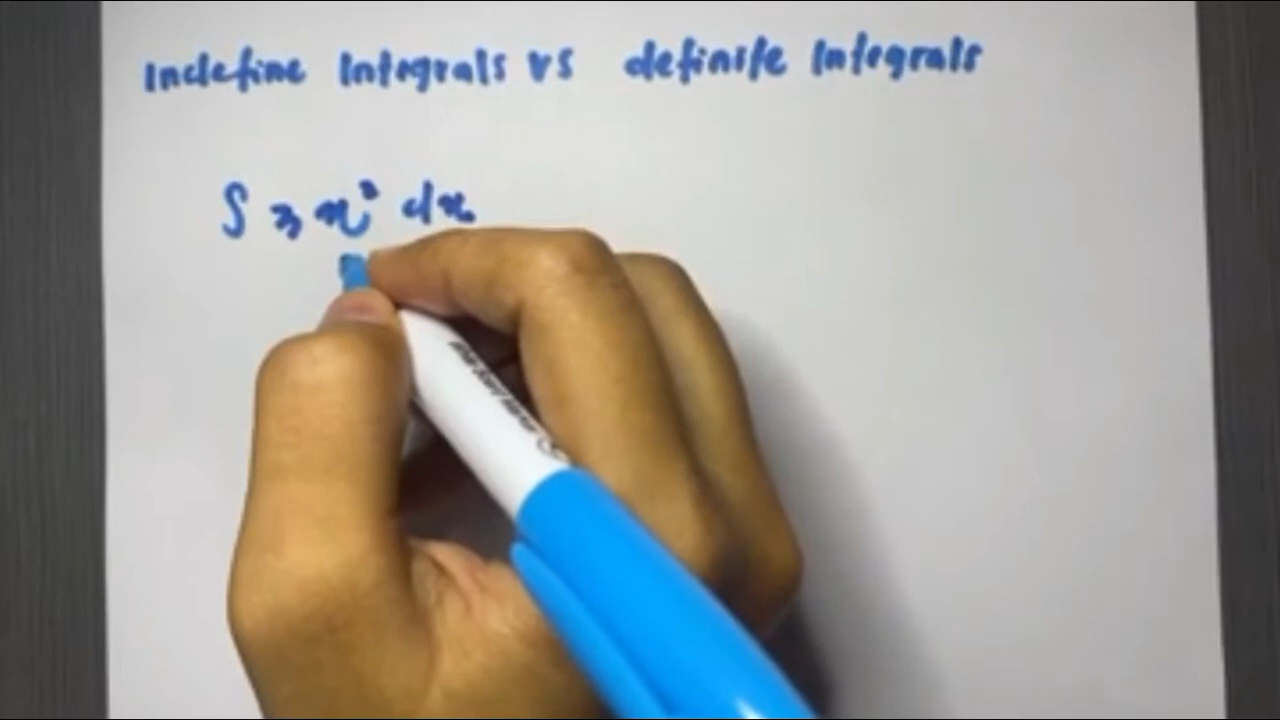 Indefine Integrals vs definite Integrals
∫ 3x² dx